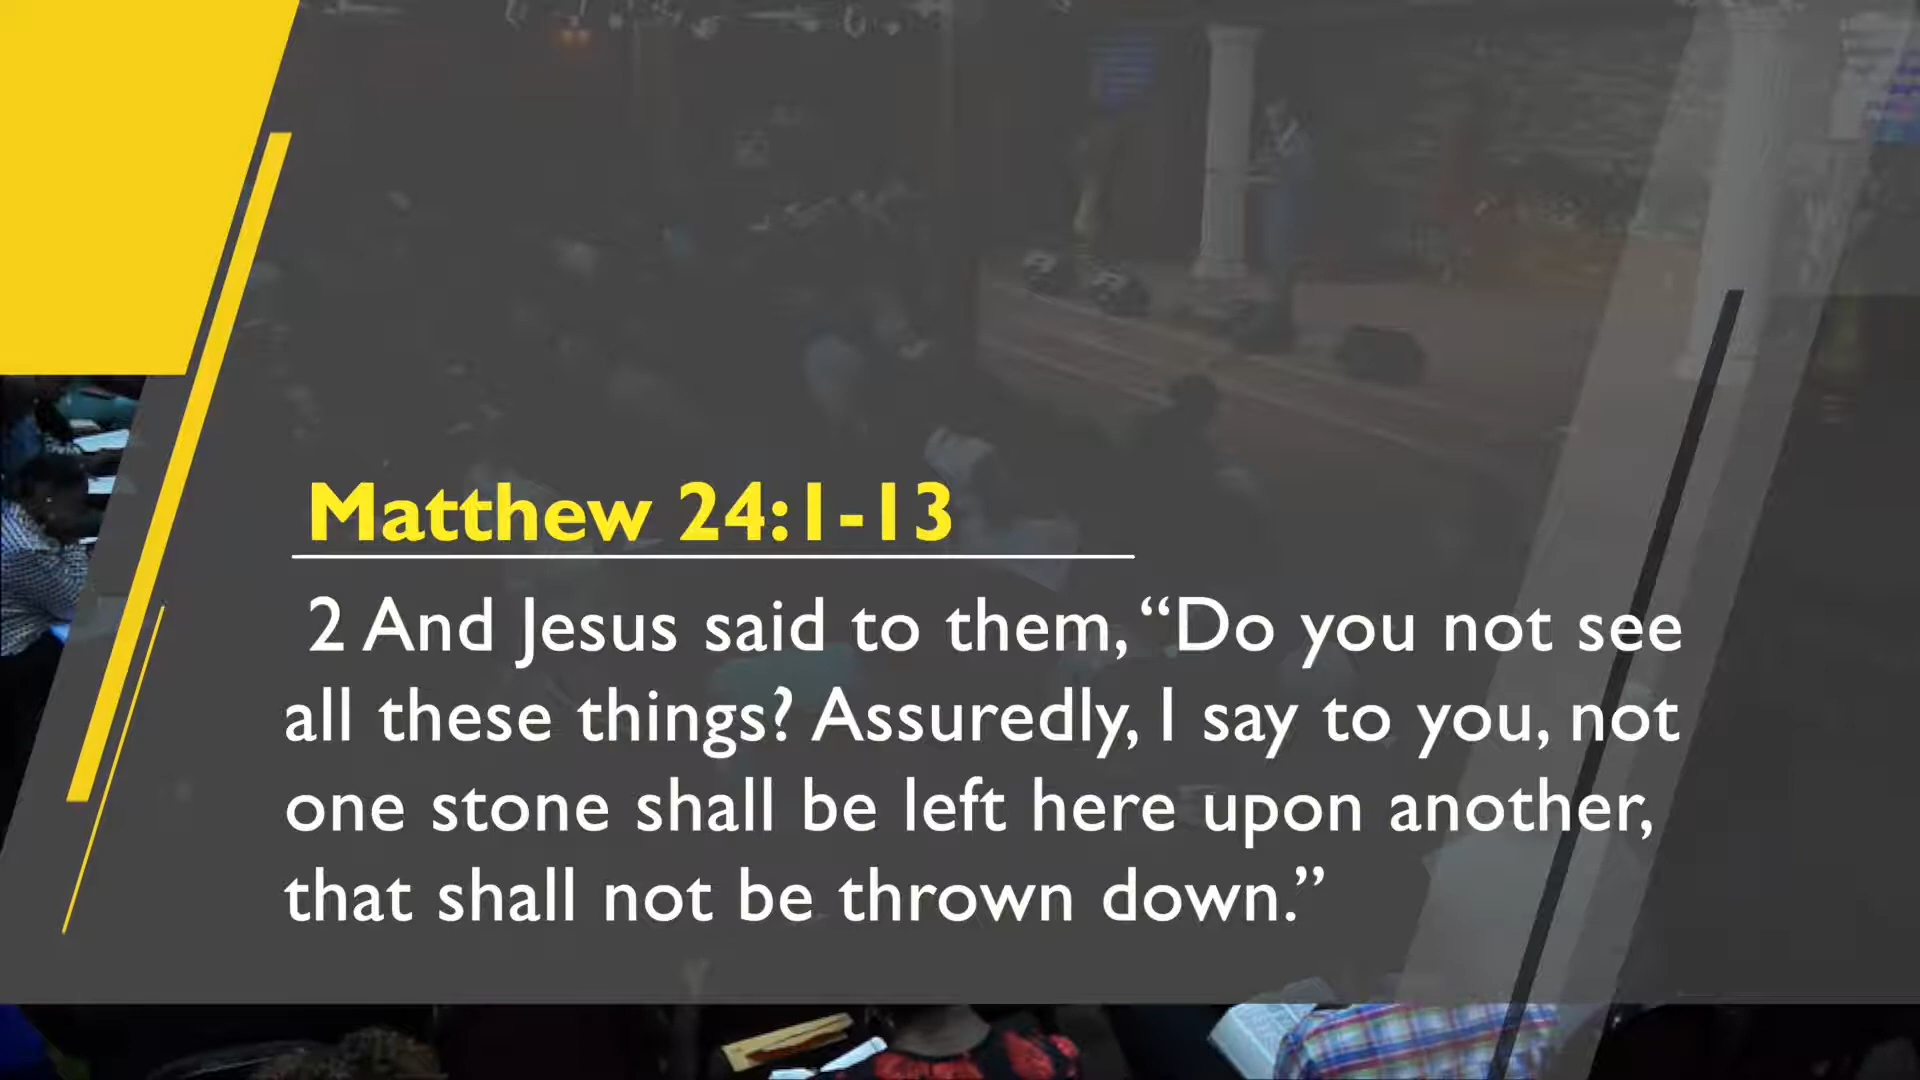 Matthew 24:1-13
2 And Jesus said to them, “Do you not see
all these things? Assuredly, I say to you, not
one stone shall be left here upon another,
that shall not be thrown down.”